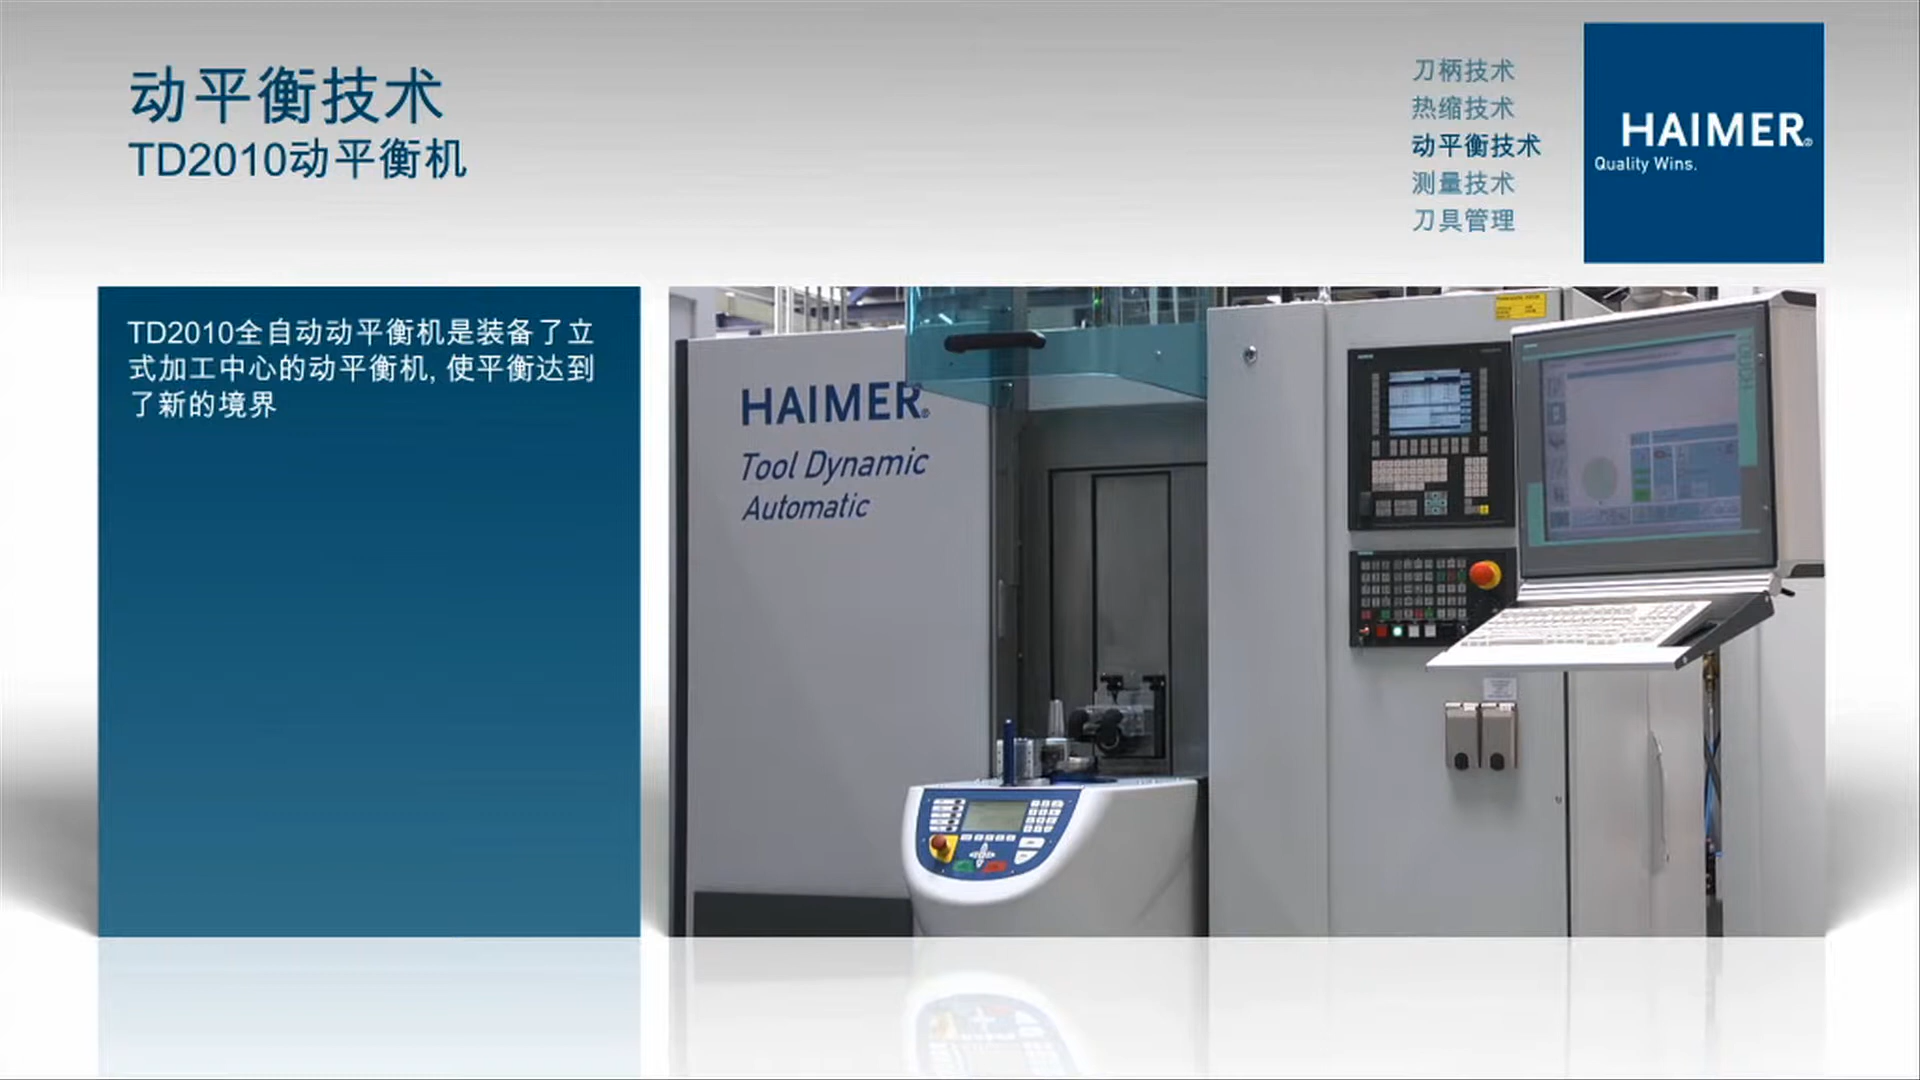 动平衡技术
TD2010动平衡机
刀柄技术
热缩技术
动平衡技术
测量技术
刀具管理
HAIMER®
Quality Wins.
TD2010全自动动平衡机是装备了立
式加工中心的动平衡机, 使平衡达到
了新的境界
HAIMER®
Tool Dynamic
Automatic